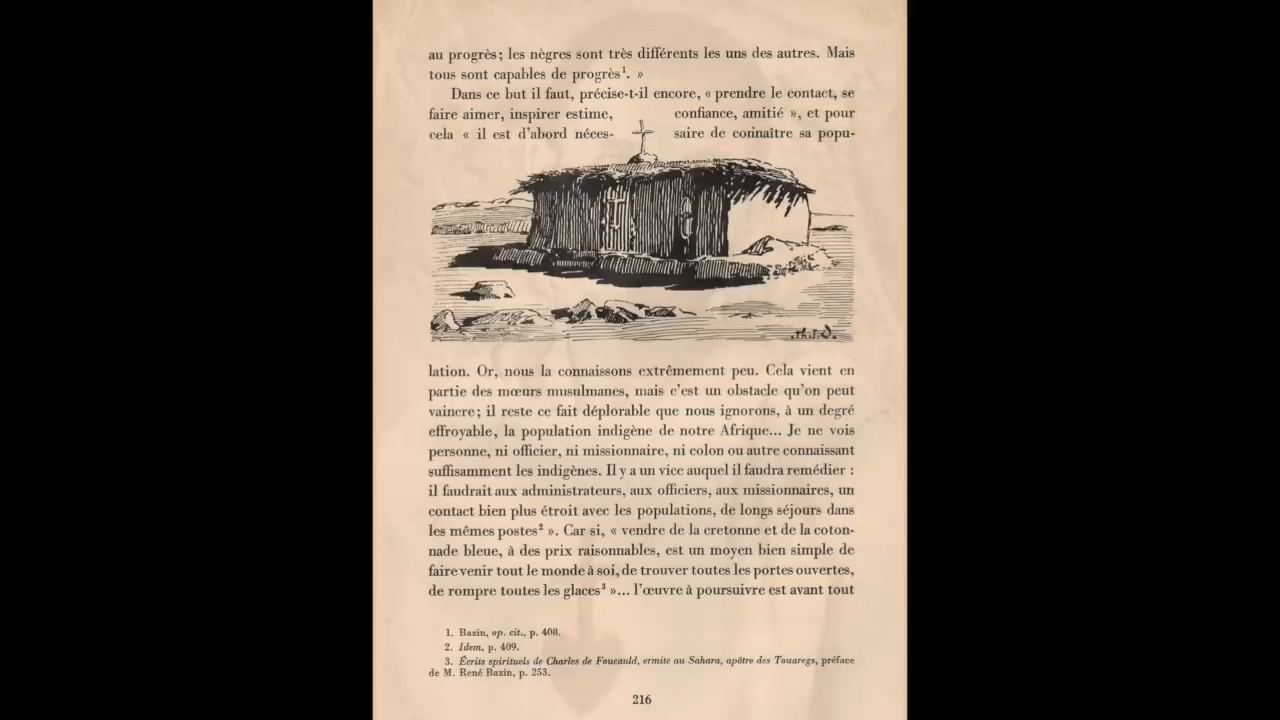 au progrès; les nègres sont très différents les uns des autres. Mais
tous sont capables de progrès¹. »
Dans ce but il faut, précise-t-il encore, « prendre le contact, se
faire aimer, inspirer estime, confiance, amitié », et pour
cela « il est d'abord néces- saire de connaître sa popu-
lation. Or, nous la connaissons extrêmement peu. Cela vient en
partie des mœurs musulmanes, mais c'est un obstacle qu'on peut
vaincre; il reste ce fait déplorable que nous ignorons, à un degré
effroyable, la population indigène de notre Afrique... Je ne vois
personne, ni officier, ni missionnaire, ni colon ou autre connaissant
suffisamment les indigènes. Il y a un vice auquel il faudra remédier :
il faudrait aux administrateurs, aux officiers, aux missionnaires, un
contact bien plus étroit avec les populations, de longs séjours dans
les mêmes postes² ». Car si, « vendre de la cretonne et de la coton-
nade bleue, à des prix raisonnables, est un moyen bien simple de
faire venir tout le monde à soi, de trouver toutes les portes ouvertes,
de rompre toutes les glaces³ »... l'œuvre à poursuivre est avant tout
1. Bazin, op. cit., p. 408.
2. Idem, p. 409.
3. Écrits spirituels de Charles de Foucauld, ermite au Sahara, apôtre des Touaregs, préface
de M. René Bazin, p. 253.
216